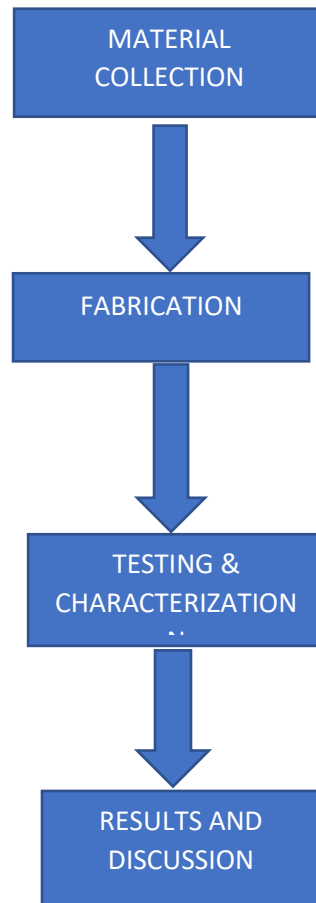 MATERIAL
COLLECTION
FABRICATION
TESTING &
CHARACTERIZATION
RESULTS AND
DISCUSSION